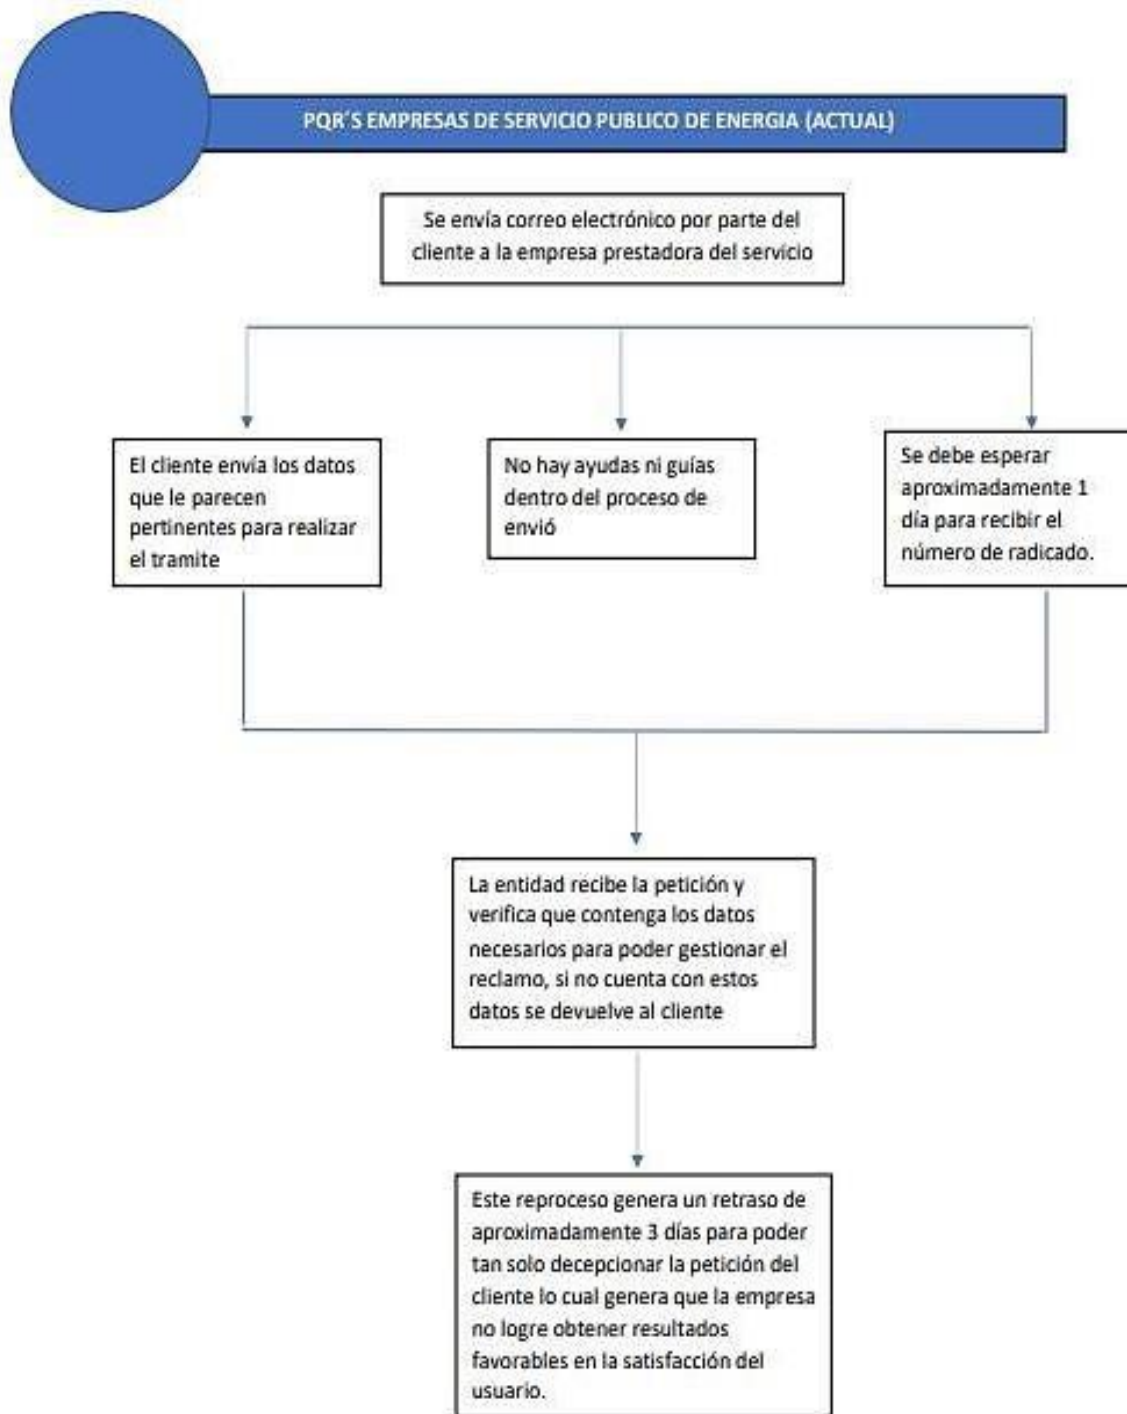 PQR´S EMPRESAS DE SERVICIO PUBLICO DE ENERGIA (ACTUAL)
Se envía correo electrónico por parte del
cliente a la empresa prestadora del servicio
El cliente envía los datos
que le parecen
pertinentes para realizar
el tramite
No hay ayudas ni guías
dentro del proceso de
envió
Se debe esperar
aproximadamente 1
día para recibir el
número de radicado.
La entidad recibe la petición y
verifica que contenga los datos
necesarios para poder gestionar el
reclamo, si no cuenta con estos
datos se devuelve al cliente
Este reproceso genera un retraso de
aproximadamente 3 días para poder
tan solo decepcionar la petición del
cliente lo cual genera que la empresa
no logre obtener resultados
favorables en la satisfacción del
usuario.